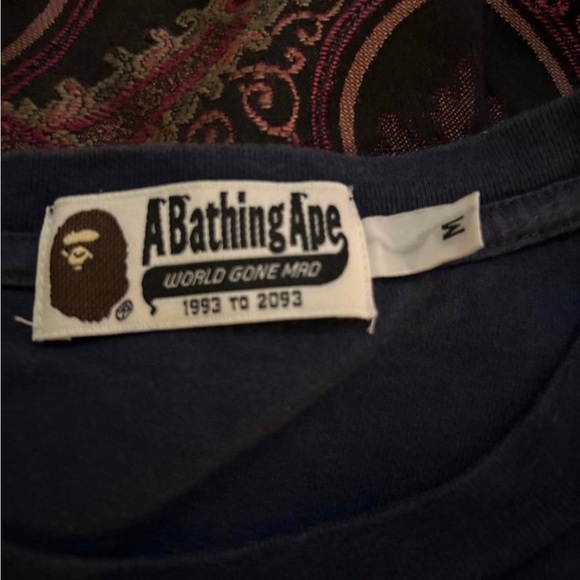 A Bathing Ape
WORLD GONE MAD
1993 TO 2093
M